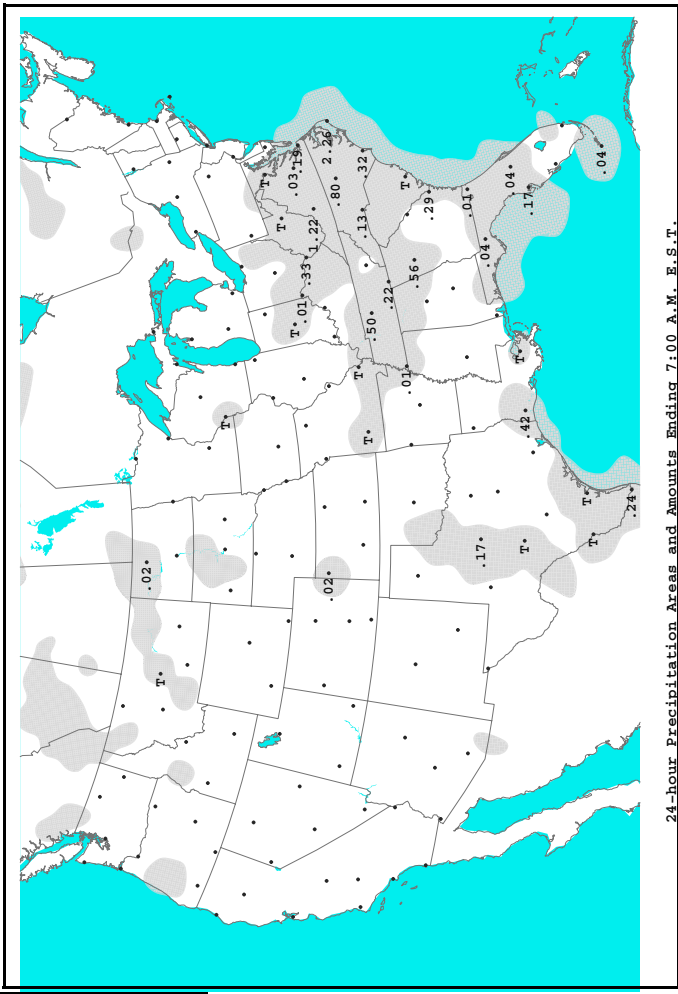 .02
T
T
T
T
.03
T
.19
.01
.33
1.22
2.26
.02
.80
T
.13
.32
T
.50
.22
T
.01
.56
.29
.01
.17
.04
.04
T
T
.42
.17
T
T
.04
.24
24-hour Precipitation Areas and Amounts Ending 7:00 A.M. E.S.T.